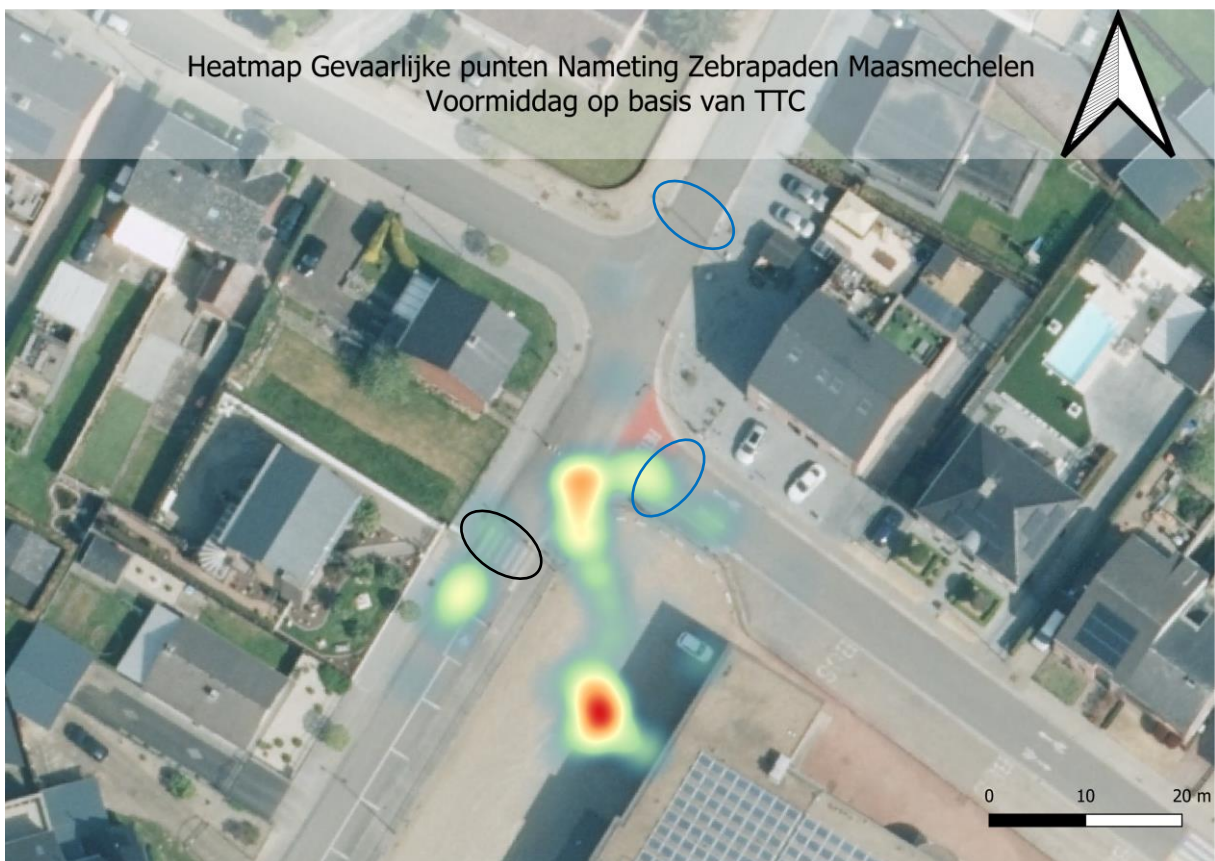 Heatmap Gevaarlijke punten Nameting Zebrapaden Maasmechelen
Voormiddag op basis van TTC
0 10 20 m